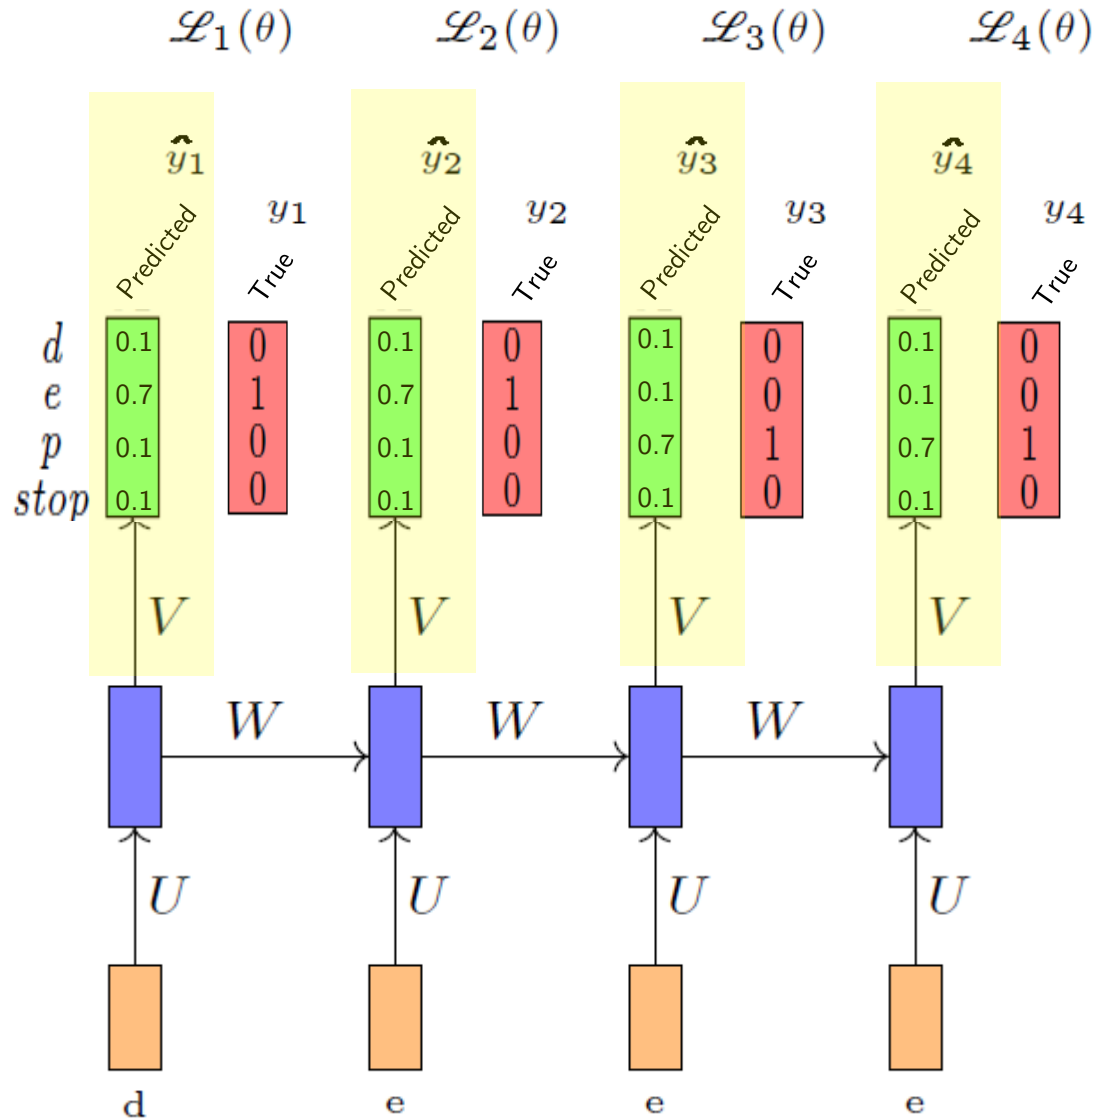 ℒ₁(θ) ℒ₂(θ) ℒ₃(θ) ℒ₄(θ)
ŷ₁ ŷ₂ ŷ₃ ŷ₄
y₁ y₂ y₃ y₄
Predicted True Predicted True Predicted True Predicted True
d 0.1 0 0.1 0 0.1 0 0.1 0
e 0.7 1 0.7 1 0.1 0 0.1 0
p 0.1 0 0.1 0 0.7 1 0.7 1
stop 0.1 0 0.1 0 0.1 0 0.1 0
V V V V
W W W
U U U U
d e e e